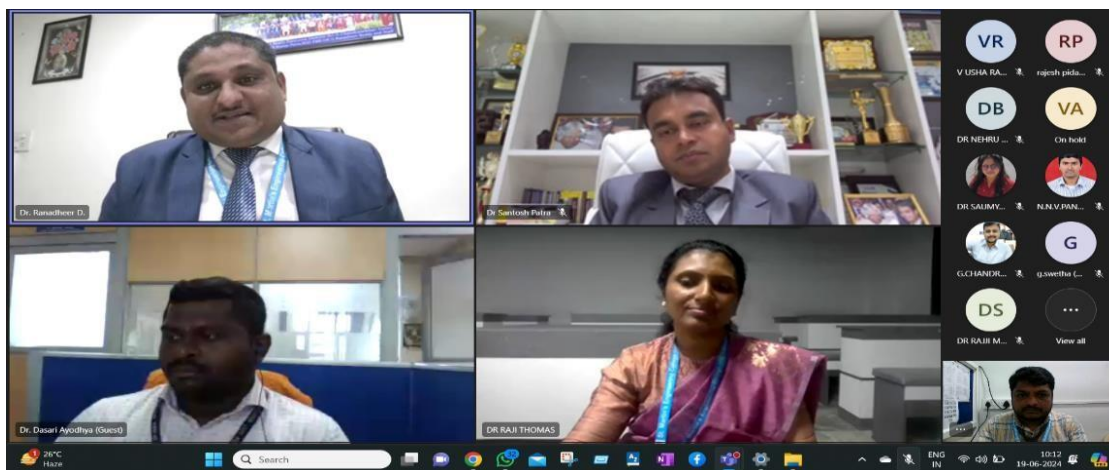 Dr. Ranadheer D.
Dr Santosh Patra
Dr. Dasari Ayodhya (Guest)
DR RAJI THOMAS
VR
V USHA RA...
RP
rajesh pida...
DB
DR NEHRU ...
VA
On hold
DR SAUMY...
N.N.V.PAN...
G.CHANDR...
G
g.swetha (...
DS
DR RAJII M...
...
View all
...
26°C
Haze
Search
ENG
IN
10:12
19-06-2024